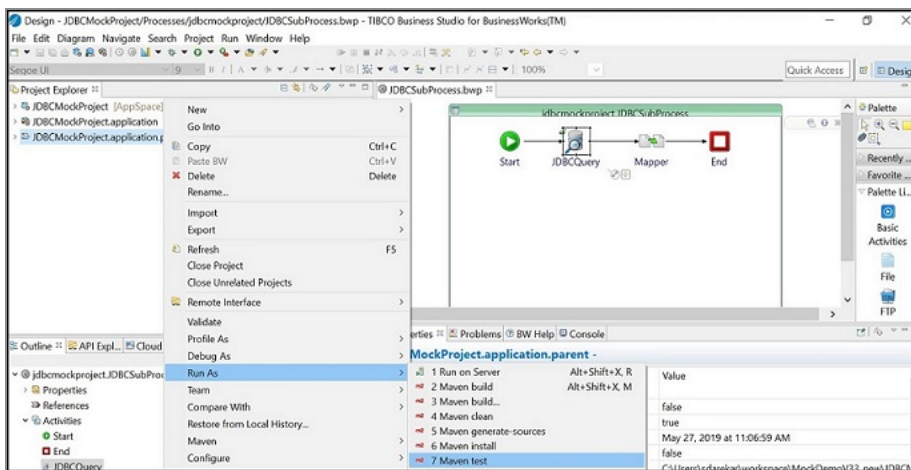 Design - JDBCMockProject/Processes/jdbcmockproject/JDBCSubProcess.bwp - TIBCO Business Studio for BusinessWorks(TM)
File Edit Diagram Navigate Search Project Run Window Help
Segoe UI 9 B I A 100% Quick Access Desig
Project Explorer
JDBCSubProcess.bwp
JDBCMockProject [AppSpace]
JDBCMockProject.application
JDBCMockProject.application.p
New
Go Into
Copy Ctrl+C
Paste BW Ctrl+V
Delete Delete
Rename...
Import
Export
Refresh F5
Close Project
Close Unrelated Projects
Remote Interface
Validate
Profile As
Debug As
Run As
Team
Compare With
Restore from Local History...
Maven
Configure
jdbcmockproject.JDBCSubProcess
Start JDBCQuery Mapper End
Palette
Recently ...
Favorite ...
Palette Li...
Basic
Activities
File
FTP
Outline API Expl... Cloud
jdbcmockproject.JDBCSubProc
Properties
References
Activities
Start
End
JDBCQuery
erties Problems BW Help Console
MockProject.application.parent -
1 Run on Server Alt+Shift+X, R
2 Maven build Alt+Shift+X, M
3 Maven build...
4 Maven clean
5 Maven generate-sources
6 Maven install
7 Maven test
Value
false
true
May 27, 2019 at 11:06:59 AM
false